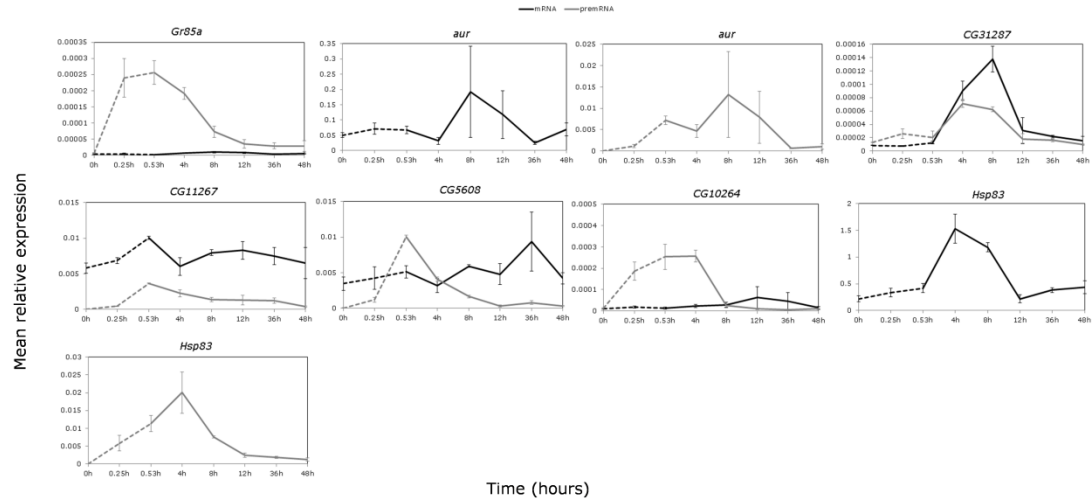 mRNA premRNA
Gr85a
0.00035
0.0003
0.00025
0.0002
0.00015
0.0001
0.00005
0
0h 0.25h 0.53h 4h 8h 12h 36h 48h
aur
0.35
0.3
0.25
0.2
0.15
0.1
0.05
0
0h 0.25h 0.53h 4h 8h 12h 36h 48h
aur
0.025
0.02
0.015
0.01
0.005
0
0h 0.25h 0.53h 4h 8h 12h 36h 48h
CG31287
0.00016
0.00014
0.00012
0.0001
0.00008
0.00006
0.00004
0.00002
0
0h 0.25h 0.53h 4h 8h 12h 36h 48h
CG11267
0.015
0.01
0.005
0
0h 0.25h 0.53h 4h 8h 12h 36h 48h
CG5608
0.015
0.01
0.005
0
0h 0.25h 0.53h 4h 8h 12h 36h 48h
CG10264
0.0005
0.0004
0.0003
0.0002
0.0001
0
0h 0.25h 0.53h 4h 8h 12h 36h 48h
Hsp83
2
1.5
1
0.5
0
0h 0.25h 0.53h 4h 8h 12h 36h 48h
Hsp83
0.03
0.025
0.02
0.015
0.01
0.005
0
0h 0.25h 0.53h 4h 8h 12h 36h 48h
Mean relative expression
Time (hours)